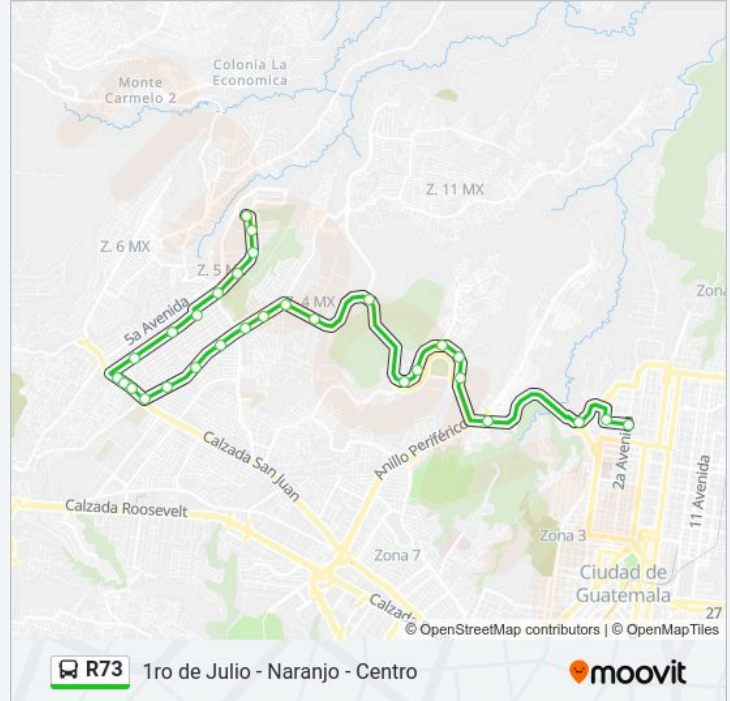 Colonia La
Economica
Monte
Carmelo 2
Z. 11 MX
Z. 6 MX
Z. 5 M
Zona
4 MX
5a Avenida
Calzada San Juan
Anillo Periférico
2a Aveni
11 Avenida
Calzada Roosevelt
Zona 3
Zona 7
Ciudad de
Guatemala
Calzad
27
© OpenStreetMap contributors | © OpenMapTiles
R73 1ro de Julio - Naranjo - Centro
moovit